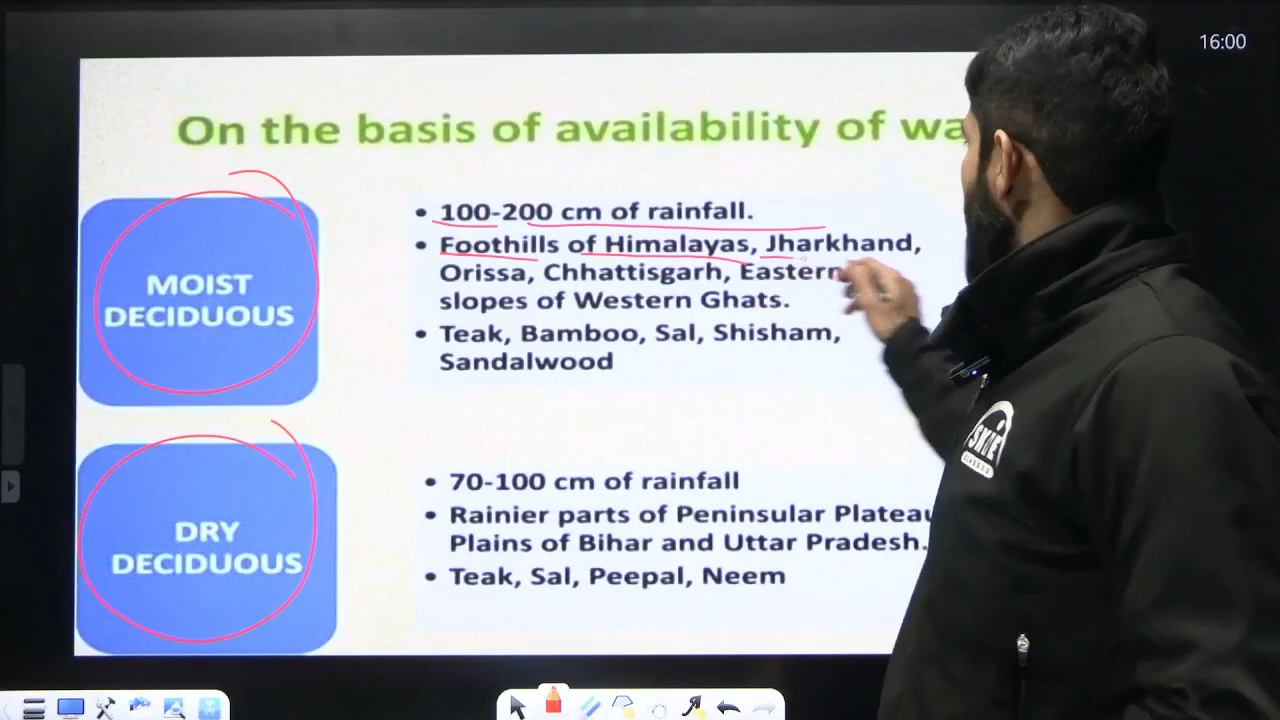 16:00
On the basis of availability of
MOIST
DECIDUOUS
• 100-200 cm of rainfall.
• Foothills of Himalayas, Jharkhand,
Orissa, Chhattisgarh, Eastern
slopes of Western Ghats.
• Teak, Bamboo, Sal, Shisham,
Sandalwood
DRY
DECIDUOUS
• 70-100 cm of rainfall
• Rainier parts of Peninsular Plateau
Plains of Bihar and Uttar Pradesh.
• Teak, Sal, Peepal, Neem